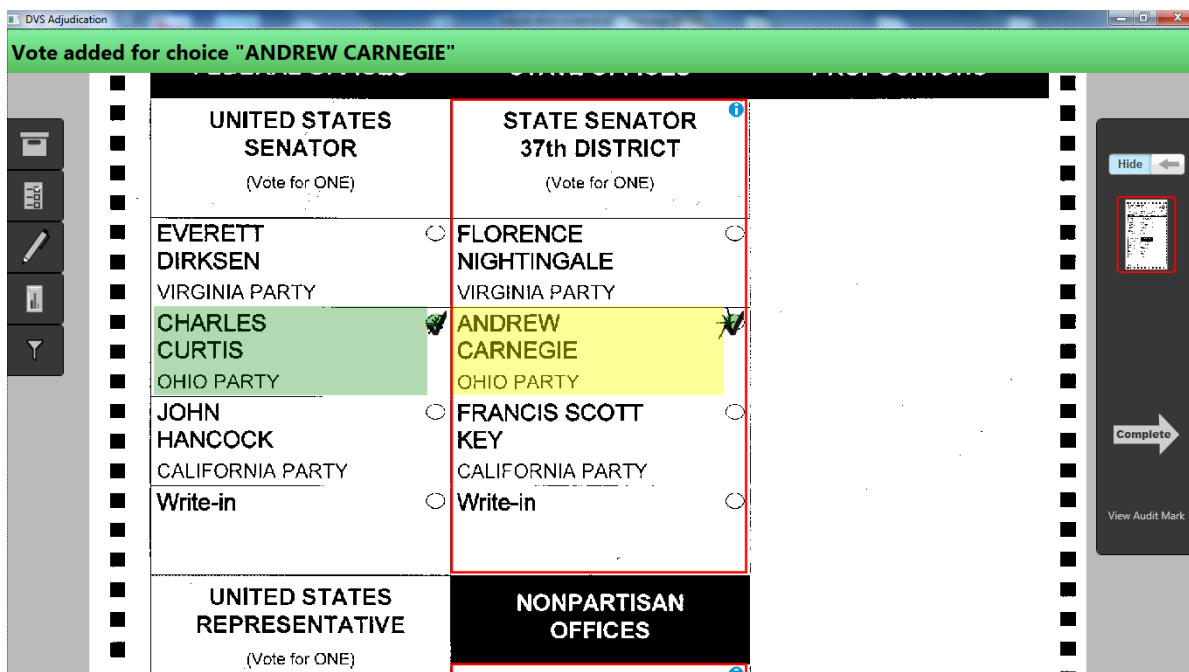 DVS Adjudication
Vote added for choice "ANDREW CARNEGIE"
UNITED STATES
SENATOR
(Vote for ONE)
EVERETT
DIRKSEN
VIRGINIA PARTY
CHARLES
CURTIS
OHIO PARTY
JOHN
HANCOCK
CALIFORNIA PARTY
Write-in
UNITED STATES
REPRESENTATIVE
(Vote for ONE)
STATE SENATOR
37th DISTRICT
(Vote for ONE)
FLORENCE
NIGHTINGALE
VIRGINIA PARTY
ANDREW
CARNEGIE
OHIO PARTY
FRANCIS SCOTT
KEY
CALIFORNIA PARTY
Write-in
NONPARTISAN
OFFICES
Hide
Complete
View Audit Mark